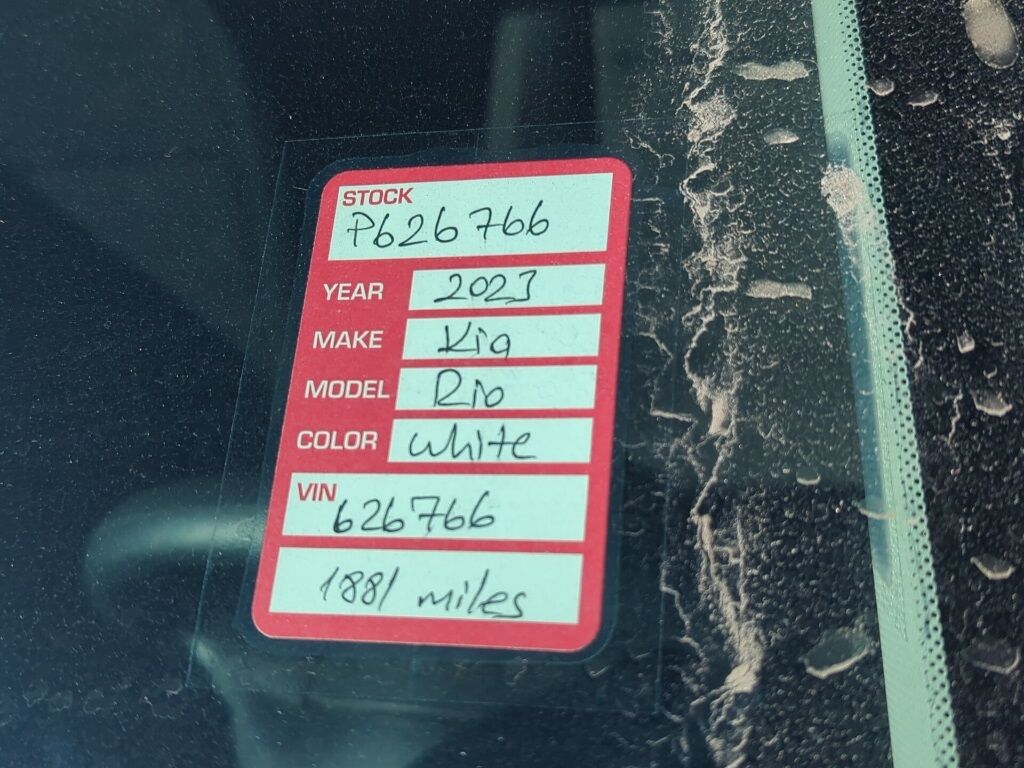 STOCK
P626766
YEAR 2023
MAKE Kia
MODEL Rio
COLOR white
VIN
626766
1881 miles